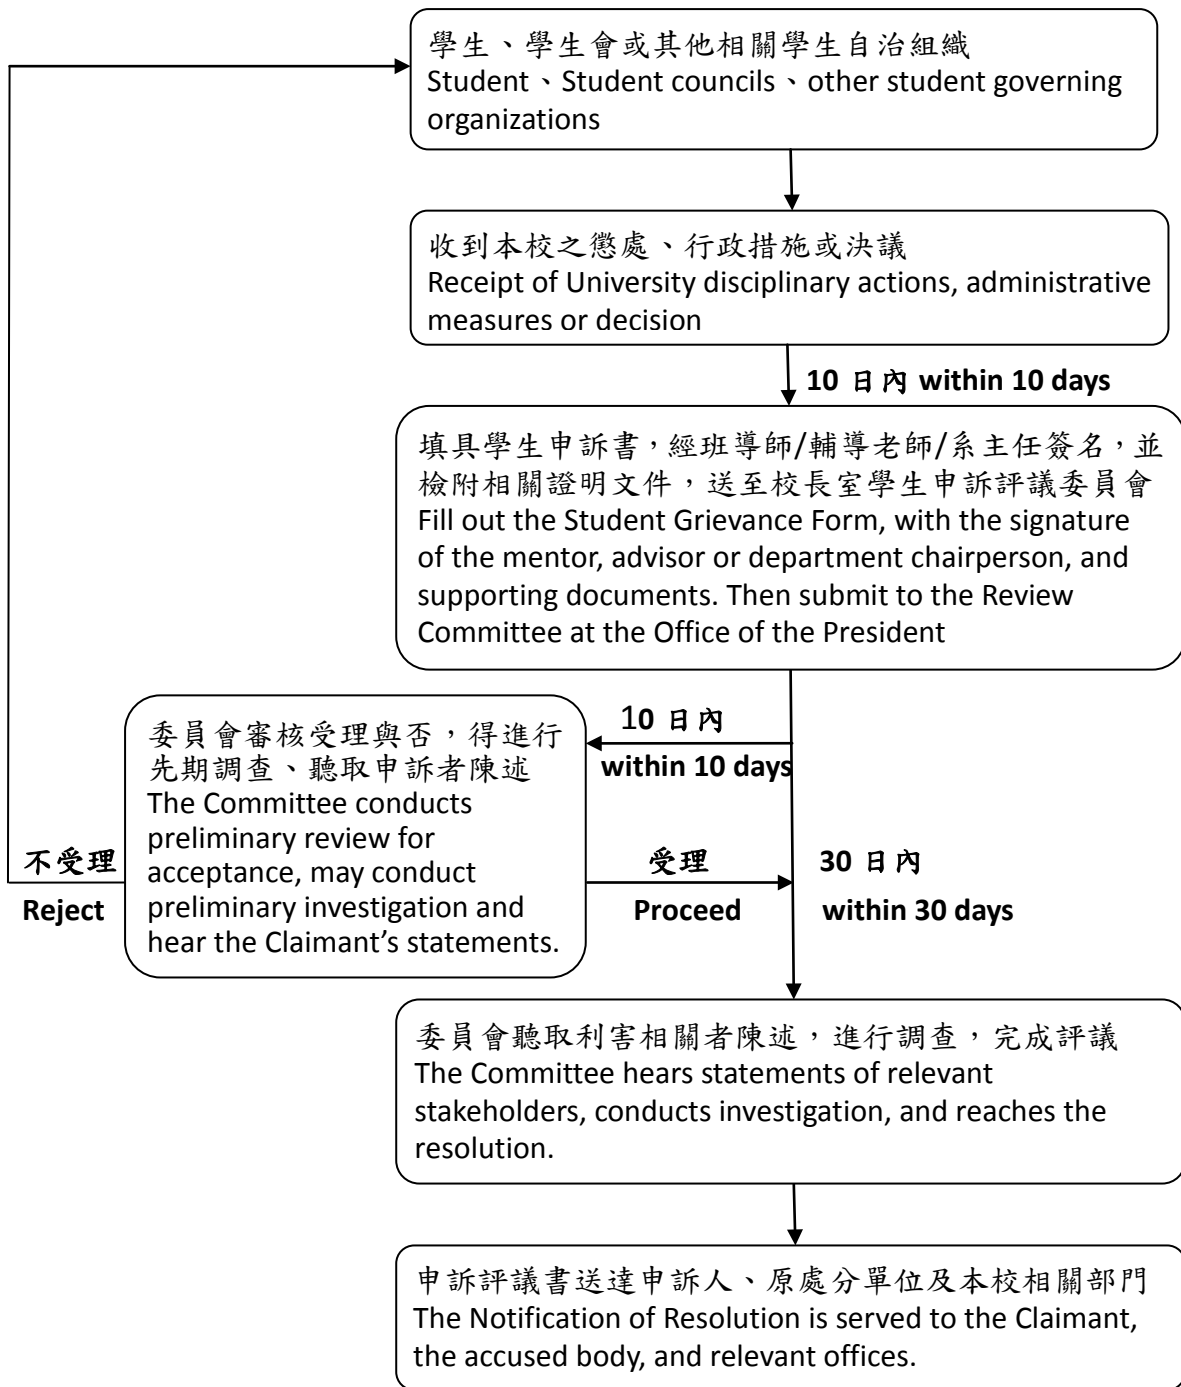 學生、學生會或其他相關學生自治組織
Student、Student councils、other student governing
organizations
收到本校之懲處、行政措施或決議
Receipt of University disciplinary actions, administrative
measures or decision
10 日內 within 10 days
填具學生申訴書，經班導師/輔導老師/系主任簽名，並
檢附相關證明文件，送至校長室學生申訴評議委員會
Fill out the Student Grievance Form, with the signature
of the mentor, advisor or department chairperson, and
supporting documents. Then submit to the Review
Committee at the Office of the President
10 日內
within 10 days
委員會審核受理與否，得進行
先期調查、聽取申訴者陳述
The Committee conducts
preliminary review for
acceptance, may conduct
preliminary investigation and
hear the Claimant’s statements.
不受理
Reject
受理
Proceed
30 日內
within 30 days
委員會聽取利害相關者陳述，進行調查，完成評議
The Committee hears statements of relevant
stakeholders, conducts investigation, and reaches the
resolution.
申訴評議書送達申訴人、原處分單位及本校相關部門
The Notification of Resolution is served to the Claimant,
the accused body, and relevant offices.